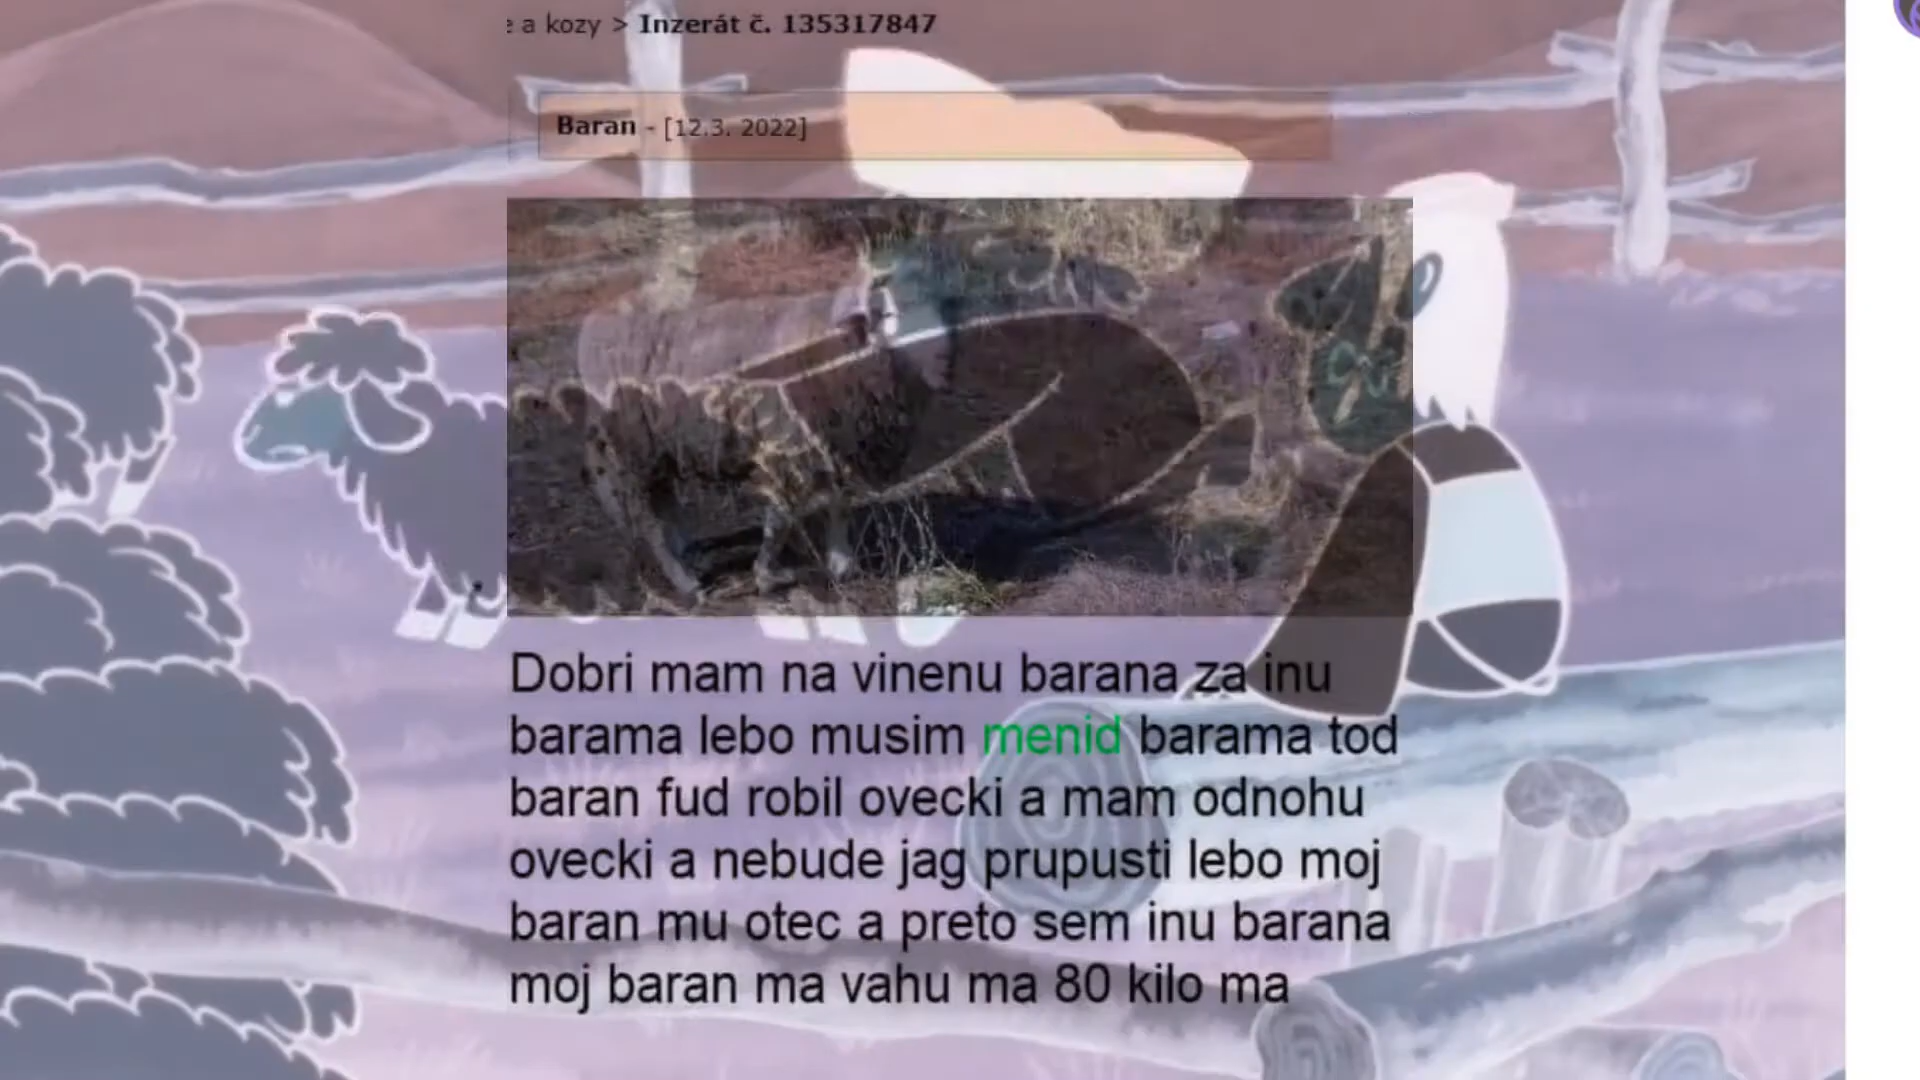 a kozy > Inzerát č. 135317847
Baran - [12.3. 2022]
Dobri mam na vinenu barana za inu
barama lebo musim menid barama tod
baran fud robil ovecki a mam odnohu
ovecki a nebude jag prupusti lebo moj
baran mu otec a preto sem inu barana
moj baran ma vahu ma 80 kilo ma